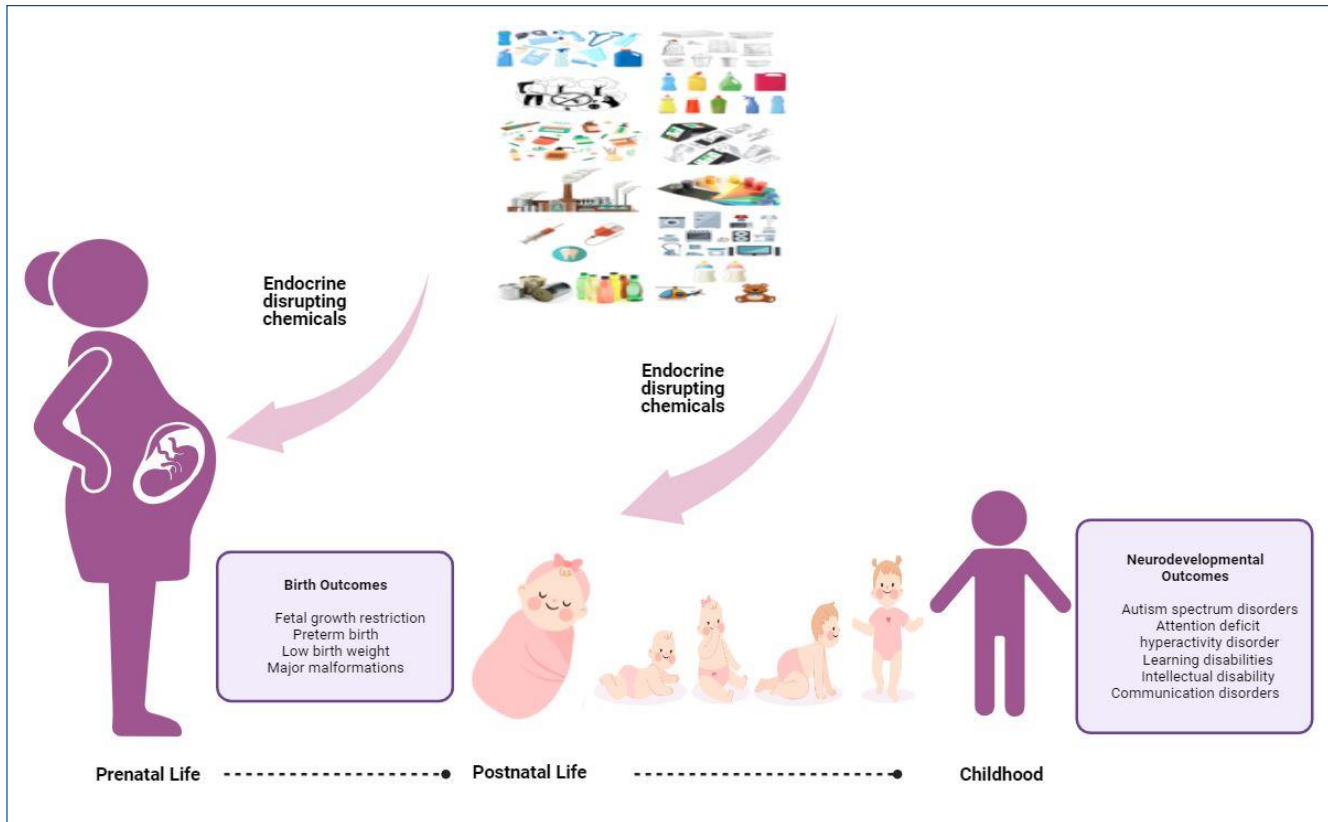 Endocrine
disrupting
chemicals
Endocrine
disrupting
chemicals
Birth Outcomes
Fetal growth restriction
Preterm birth
Low birth weight
Major malformations
Neurodevelopmental
Outcomes
Autism spectrum disorders
Attention deficit
hyperactivity disorder
Learning disabilities
Intellectual disability
Communication disorders
Prenatal Life
Postnatal Life
Childhood